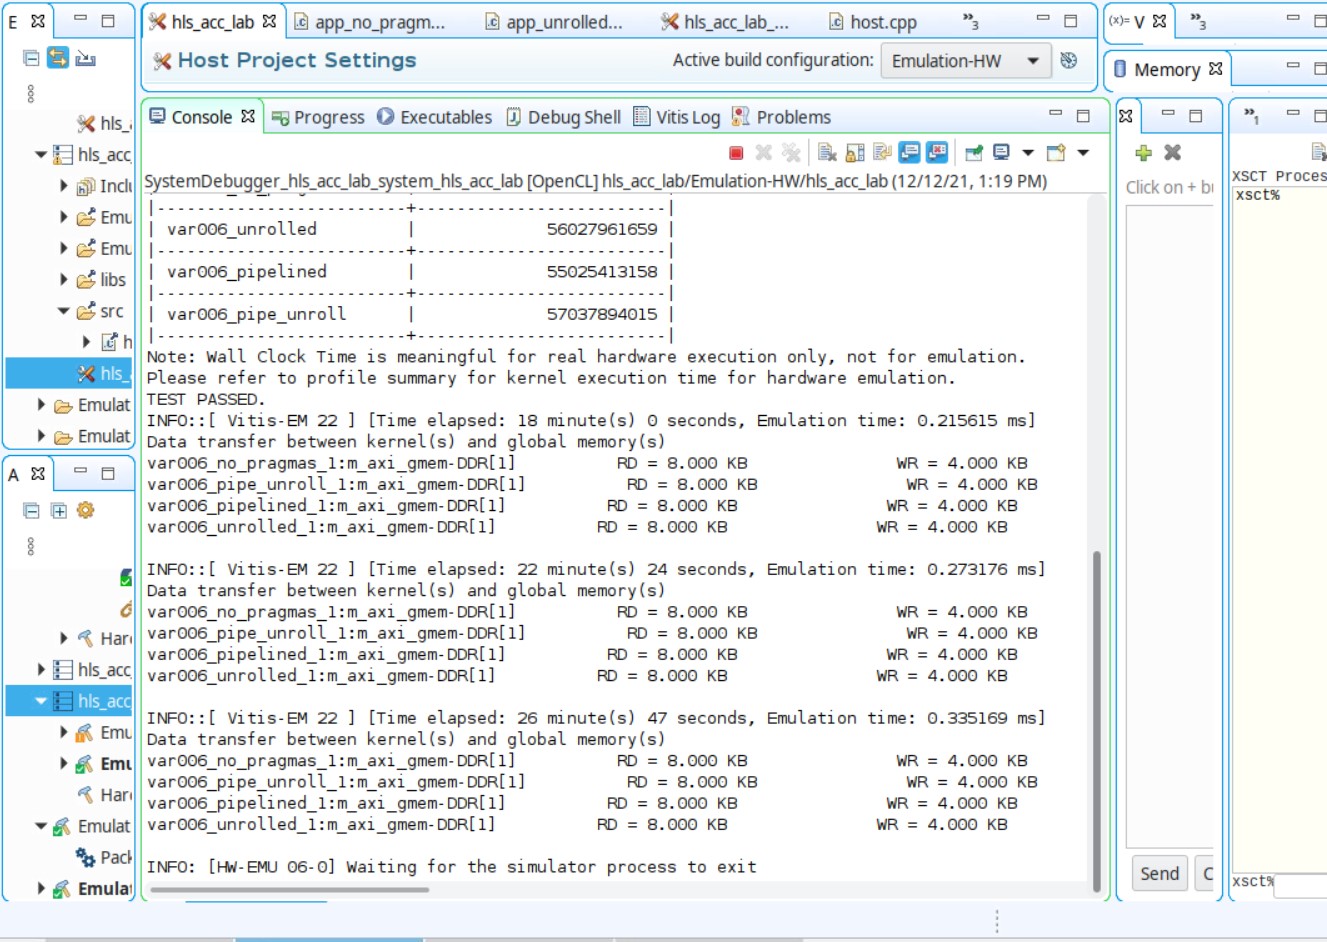 E
hls_acc_lab
app_no_pragm...
app_unrolled...
hls_acc_lab_...
host.cpp
»3
(x)= V
»3
Host Project Settings
Active build configuration: Emulation-HW
Memory
Console
Progress
Executables
Debug Shell
Vitis Log
Problems
»1
SystemDebugger_hls_acc_lab_system_hls_acc_lab [OpenCL] hls_acc_lab/Emulation-HW/hls_acc_lab (12/12/21, 1:19 PM)
|-------------------------+-------------------------|
| var006_unrolled | 56027961659 |
|-------------------------+-------------------------|
| var006_pipelined | 55025413158 |
|-------------------------+-------------------------|
| var006_pipe_unroll | 57037894015 |
|-------------------------+-------------------------|
Note: Wall Clock Time is meaningful for real hardware execution only, not for emulation.
Please refer to profile summary for kernel execution time for hardware emulation.
TEST PASSED.
INFO::[ Vitis-EM 22 ] [Time elapsed: 18 minute(s) 0 seconds, Emulation time: 0.215615 ms]
Data transfer between kernel(s) and global memory(s)
var006_no_pragmas_1:m_axi_gmem-DDR[1] RD = 8.000 KB WR = 4.000 KB
var006_pipe_unroll_1:m_axi_gmem-DDR[1] RD = 8.000 KB WR = 4.000 KB
var006_pipelined_1:m_axi_gmem-DDR[1] RD = 8.000 KB WR = 4.000 KB
var006_unrolled_1:m_axi_gmem-DDR[1] RD = 8.000 KB WR = 4.000 KB
INFO::[ Vitis-EM 22 ] [Time elapsed: 22 minute(s) 24 seconds, Emulation time: 0.273176 ms]
Data transfer between kernel(s) and global memory(s)
var006_no_pragmas_1:m_axi_gmem-DDR[1] RD = 8.000 KB WR = 4.000 KB
var006_pipe_unroll_1:m_axi_gmem-DDR[1] RD = 8.000 KB WR = 4.000 KB
var006_pipelined_1:m_axi_gmem-DDR[1] RD = 8.000 KB WR = 4.000 KB
var006_unrolled_1:m_axi_gmem-DDR[1] RD = 8.000 KB WR = 4.000 KB
INFO::[ Vitis-EM 22 ] [Time elapsed: 26 minute(s) 47 seconds, Emulation time: 0.335169 ms]
Data transfer between kernel(s) and global memory(s)
var006_no_pragmas_1:m_axi_gmem-DDR[1] RD = 8.000 KB WR = 4.000 KB
var006_pipe_unroll_1:m_axi_gmem-DDR[1] RD = 8.000 KB WR = 4.000 KB
var006_pipelined_1:m_axi_gmem-DDR[1] RD = 8.000 KB WR = 4.000 KB
var006_unrolled_1:m_axi_gmem-DDR[1] RD = 8.000 KB WR = 4.000 KB
INFO: [HW-EMU 06-0] Waiting for the simulator process to exit
hls_
hls_acc
Inclu
Emu
Emu
libs
src
h
hls_
Emulat
Emulat
A
Har
hls_acc
hls_acc
Emu
Emu
Har
Emulat
Pack
Emula
Click on + bu
Send
C
XSCT Proces
xsct%
xsct%